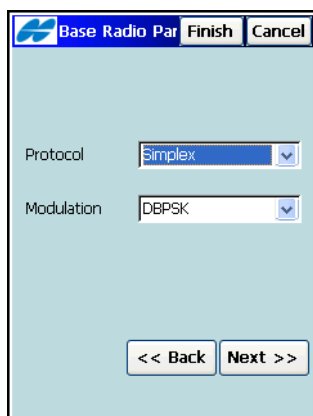 Base Radio Par Finish Cancel
Protocol Simplex
Modulation DBPSK
<< Back Next >>